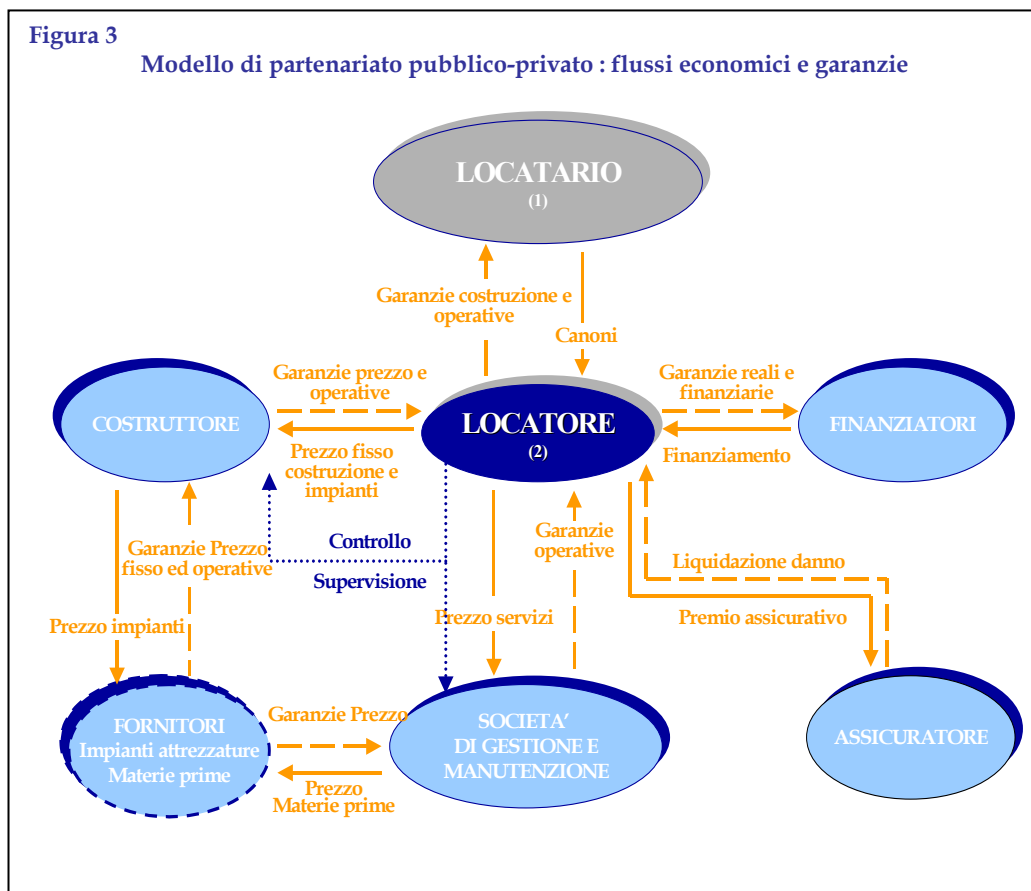 Figura 3
Modello di partenariato pubblico-privato : flussi economici e garanzie
LOCATARIO
(1)
Garanzie costruzione e
operative
Canoni
Garanzie prezzo e
operative
Garanzie reali e
finanziarie
COSTRUTTORE
LOCATORE
(2)
FINANZIATORI
Prezzo fisso
costruzione e
impianti
Finanziamento
Garanzie Prezzo
fisso ed operative
Controllo
Supervisione
Garanzie
operative
Liquidazione danno
Prezzo impianti
Prezzo servizi
Premio assicurativo
FORNITORI
Impianti attrezzature
Materie prime
Garanzie Prezzo
Prezzo
Materie prime
SOCIETA’
DI GESTIONE E
MANUTENZIONE
ASSICURATORE